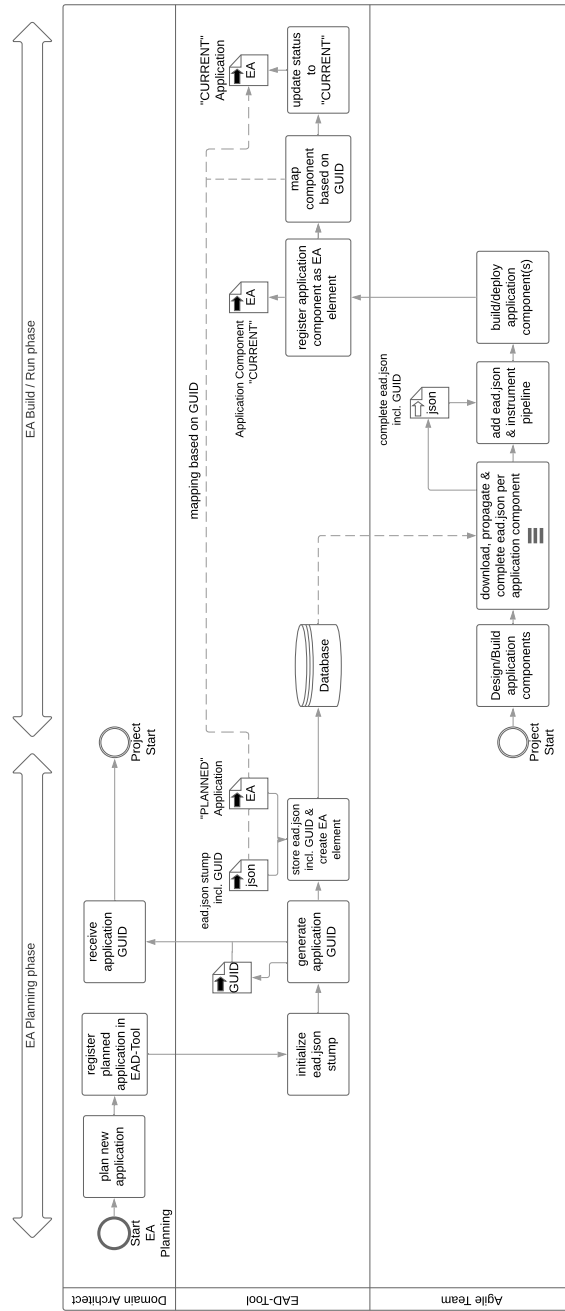 EA Planning phase
EA Build / Run phase
Domain Architect
Start
EA
Planning
plan new
application
register
planned
application in
EAD-Tool
receive
application
GUID
Project
Start
EAD-Tool
initialize
ead.json
stump
GUID
generate
application
GUID
ead.json stump
incl. GUID
json
"PLANNED"
Application
EA
store ead.json
incl. GUID &
create EA
element
Database
mapping based on GUID
Application Component
"CURRENT"
EA
register application
component as EA
element
map
component
based on
GUID
"CURRENT"
Application
EA
update status
to
"CURRENT"
Agile Team
Project
Start
Design/Build
application
components
download, propagate &
complete ead.json per
application component
complete ead.json
incl. GUID
json
add ead.json
& instrument
pipeline
build/deploy
application
component(s)